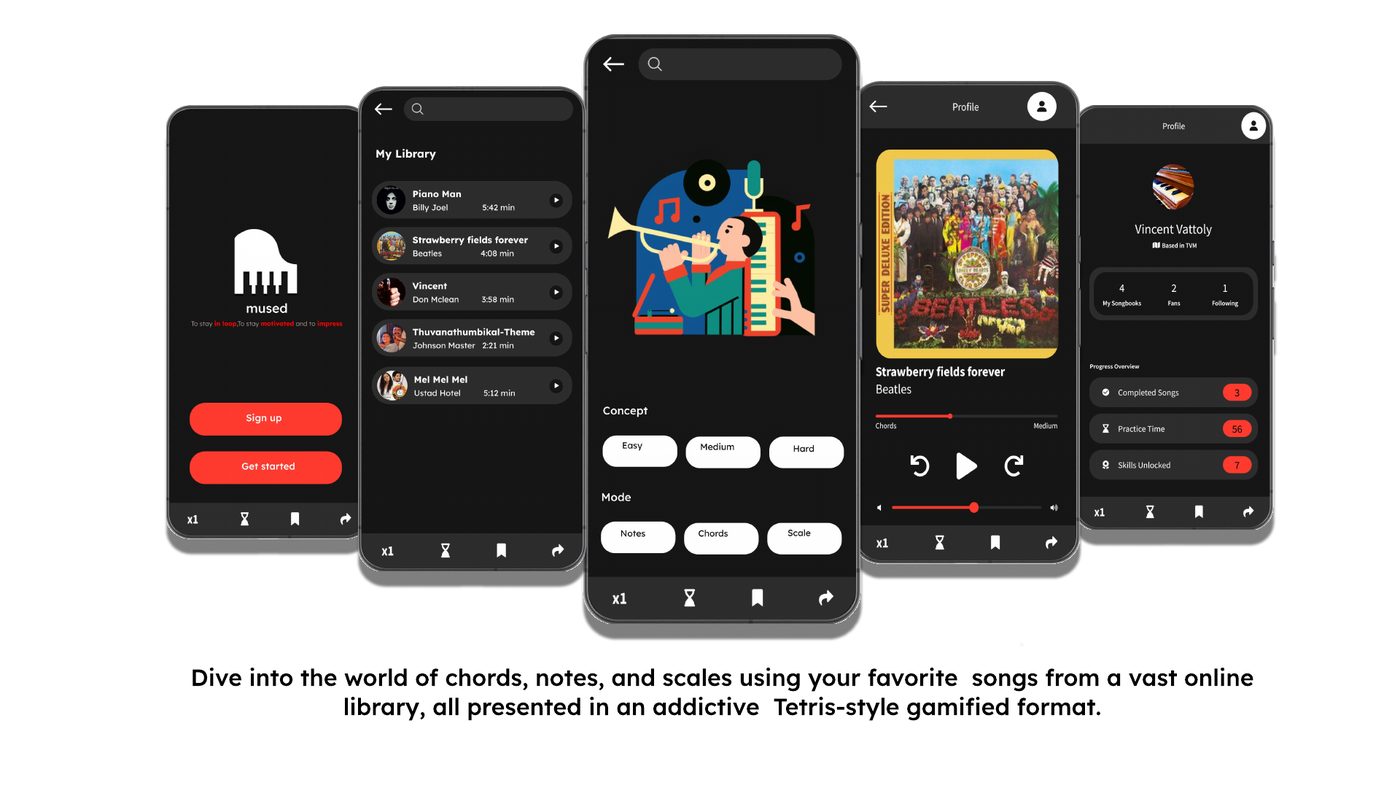 mused
To stay in loop,To stay motivated and to impress
Sign up
Get started
x1
My Library
Piano Man
Billy Joel 5:42 min
Strawberry fields forever
Beatles 4:08 min
Vincent
Don Mclean 3:58 min
Thuvanathumbikal-Theme
Johnson Master 2:21 min
Mel Mel Mel
Ustad Hotel 5:12 min
x1
Concept
Easy Medium Hard
Mode
Notes Chords Scale
x1
Profile
SUPER DELUXE EDITION
BEATLES
Strawberry fields forever
Beatles
Chords Medium
x1
Profile
Vincent Vattoly
Based in TVM
4 2 1
My Songbooks Fans Following
Progress Overview
Completed Songs 3
Practice Time 56
Skills Unlocked 7
x1
Dive into the world of chords, notes, and scales using your favorite songs from a vast online
library, all presented in an addictive Tetris-style gamified format.